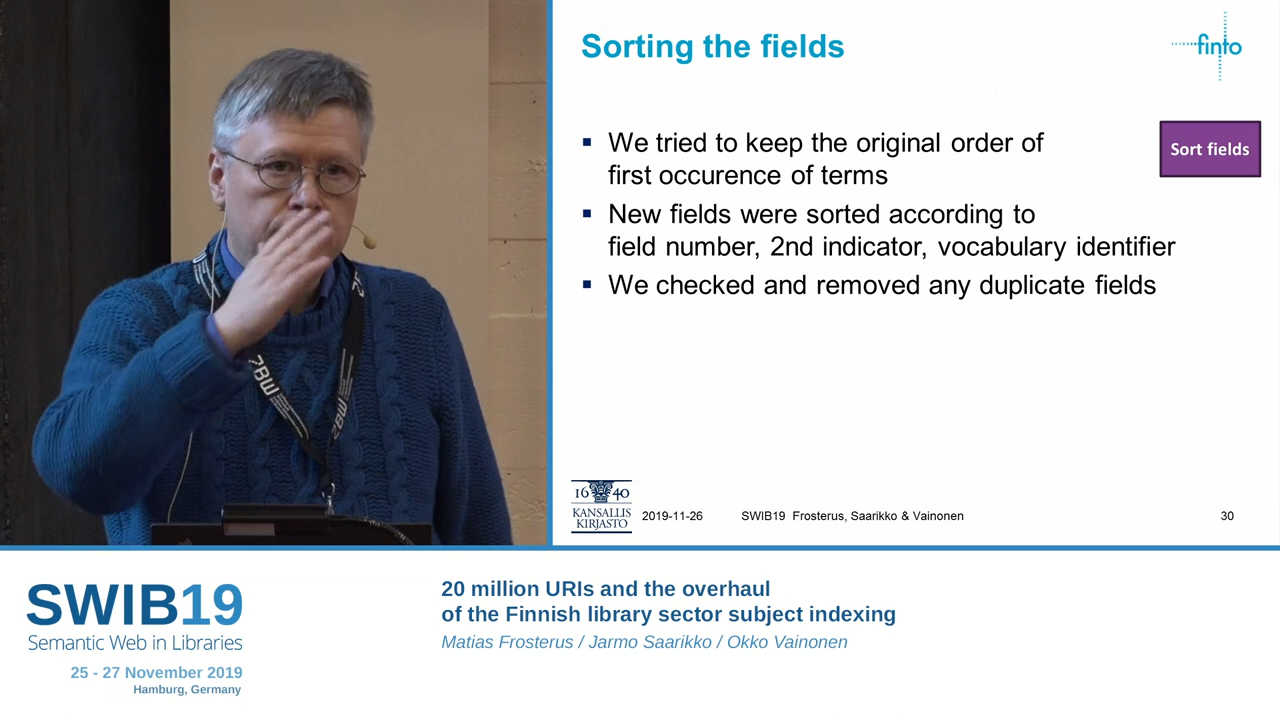 Sorting the fields
finto
▪ We tried to keep the original order of
first occurence of terms
Sort fields
▪ New fields were sorted according to
field number, 2nd indicator, vocabulary identifier
▪ We checked and removed any duplicate fields
ZBW
ZBW
16 40
KANSALLIS
KIRJASTO
2019-11-26 SWIB19 Frosterus, Saarikko & Vainonen 30
SWIB19
Semantic Web in Libraries
25 - 27 November 2019
Hamburg, Germany
20 million URIs and the overhaul
of the Finnish library sector subject indexing
Matias Frosterus / Jarmo Saarikko / Okko Vainonen